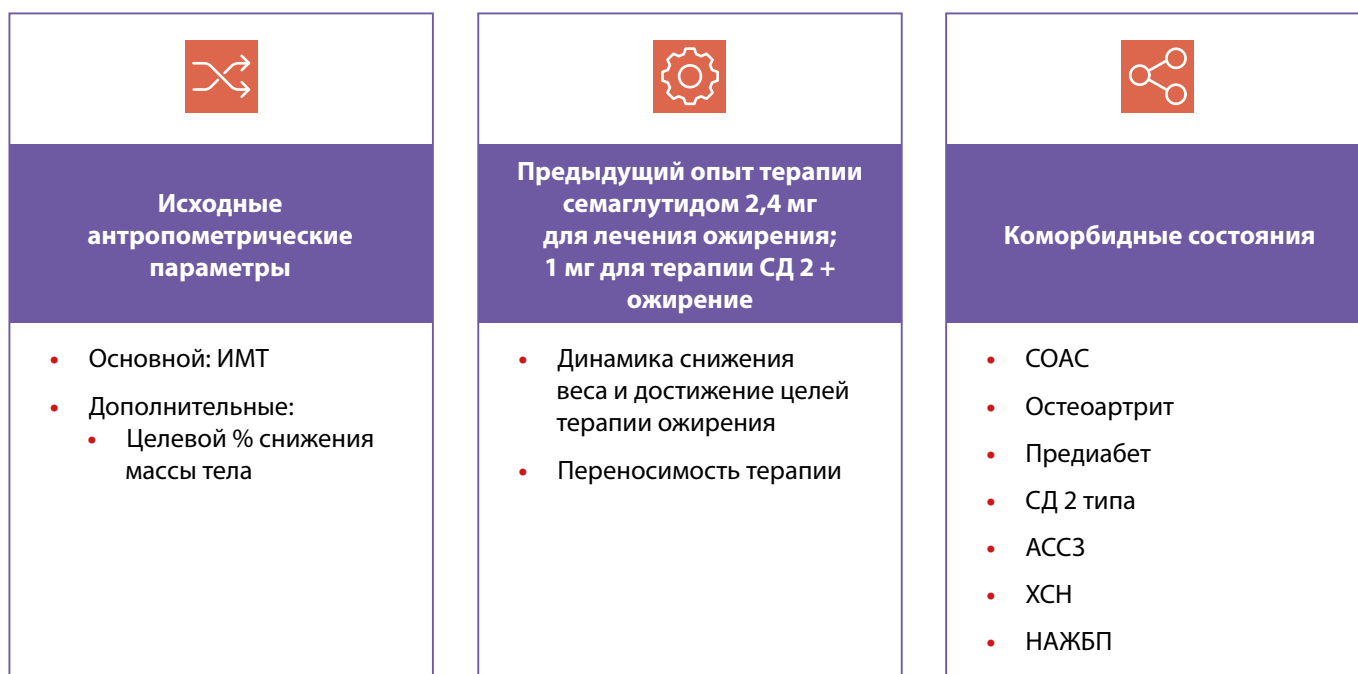 Исходные
антропометрические
параметры
• Основной: ИМТ
• Дополнительные:
• Целевой % снижения
массы тела
Предыдущий опыт терапии
семаглутидом 2,4 мг
для лечения ожирения;
1 мг для терапии СД 2 +
ожирение
• Динамика снижения
веса и достижение целей
терапии ожирения
• Переносимость терапии
Коморбидные состояния
• СОАС
• Остеоартрит
• Предиабет
• СД 2 типа
• АССЗ
• ХСН
• НАЖБП